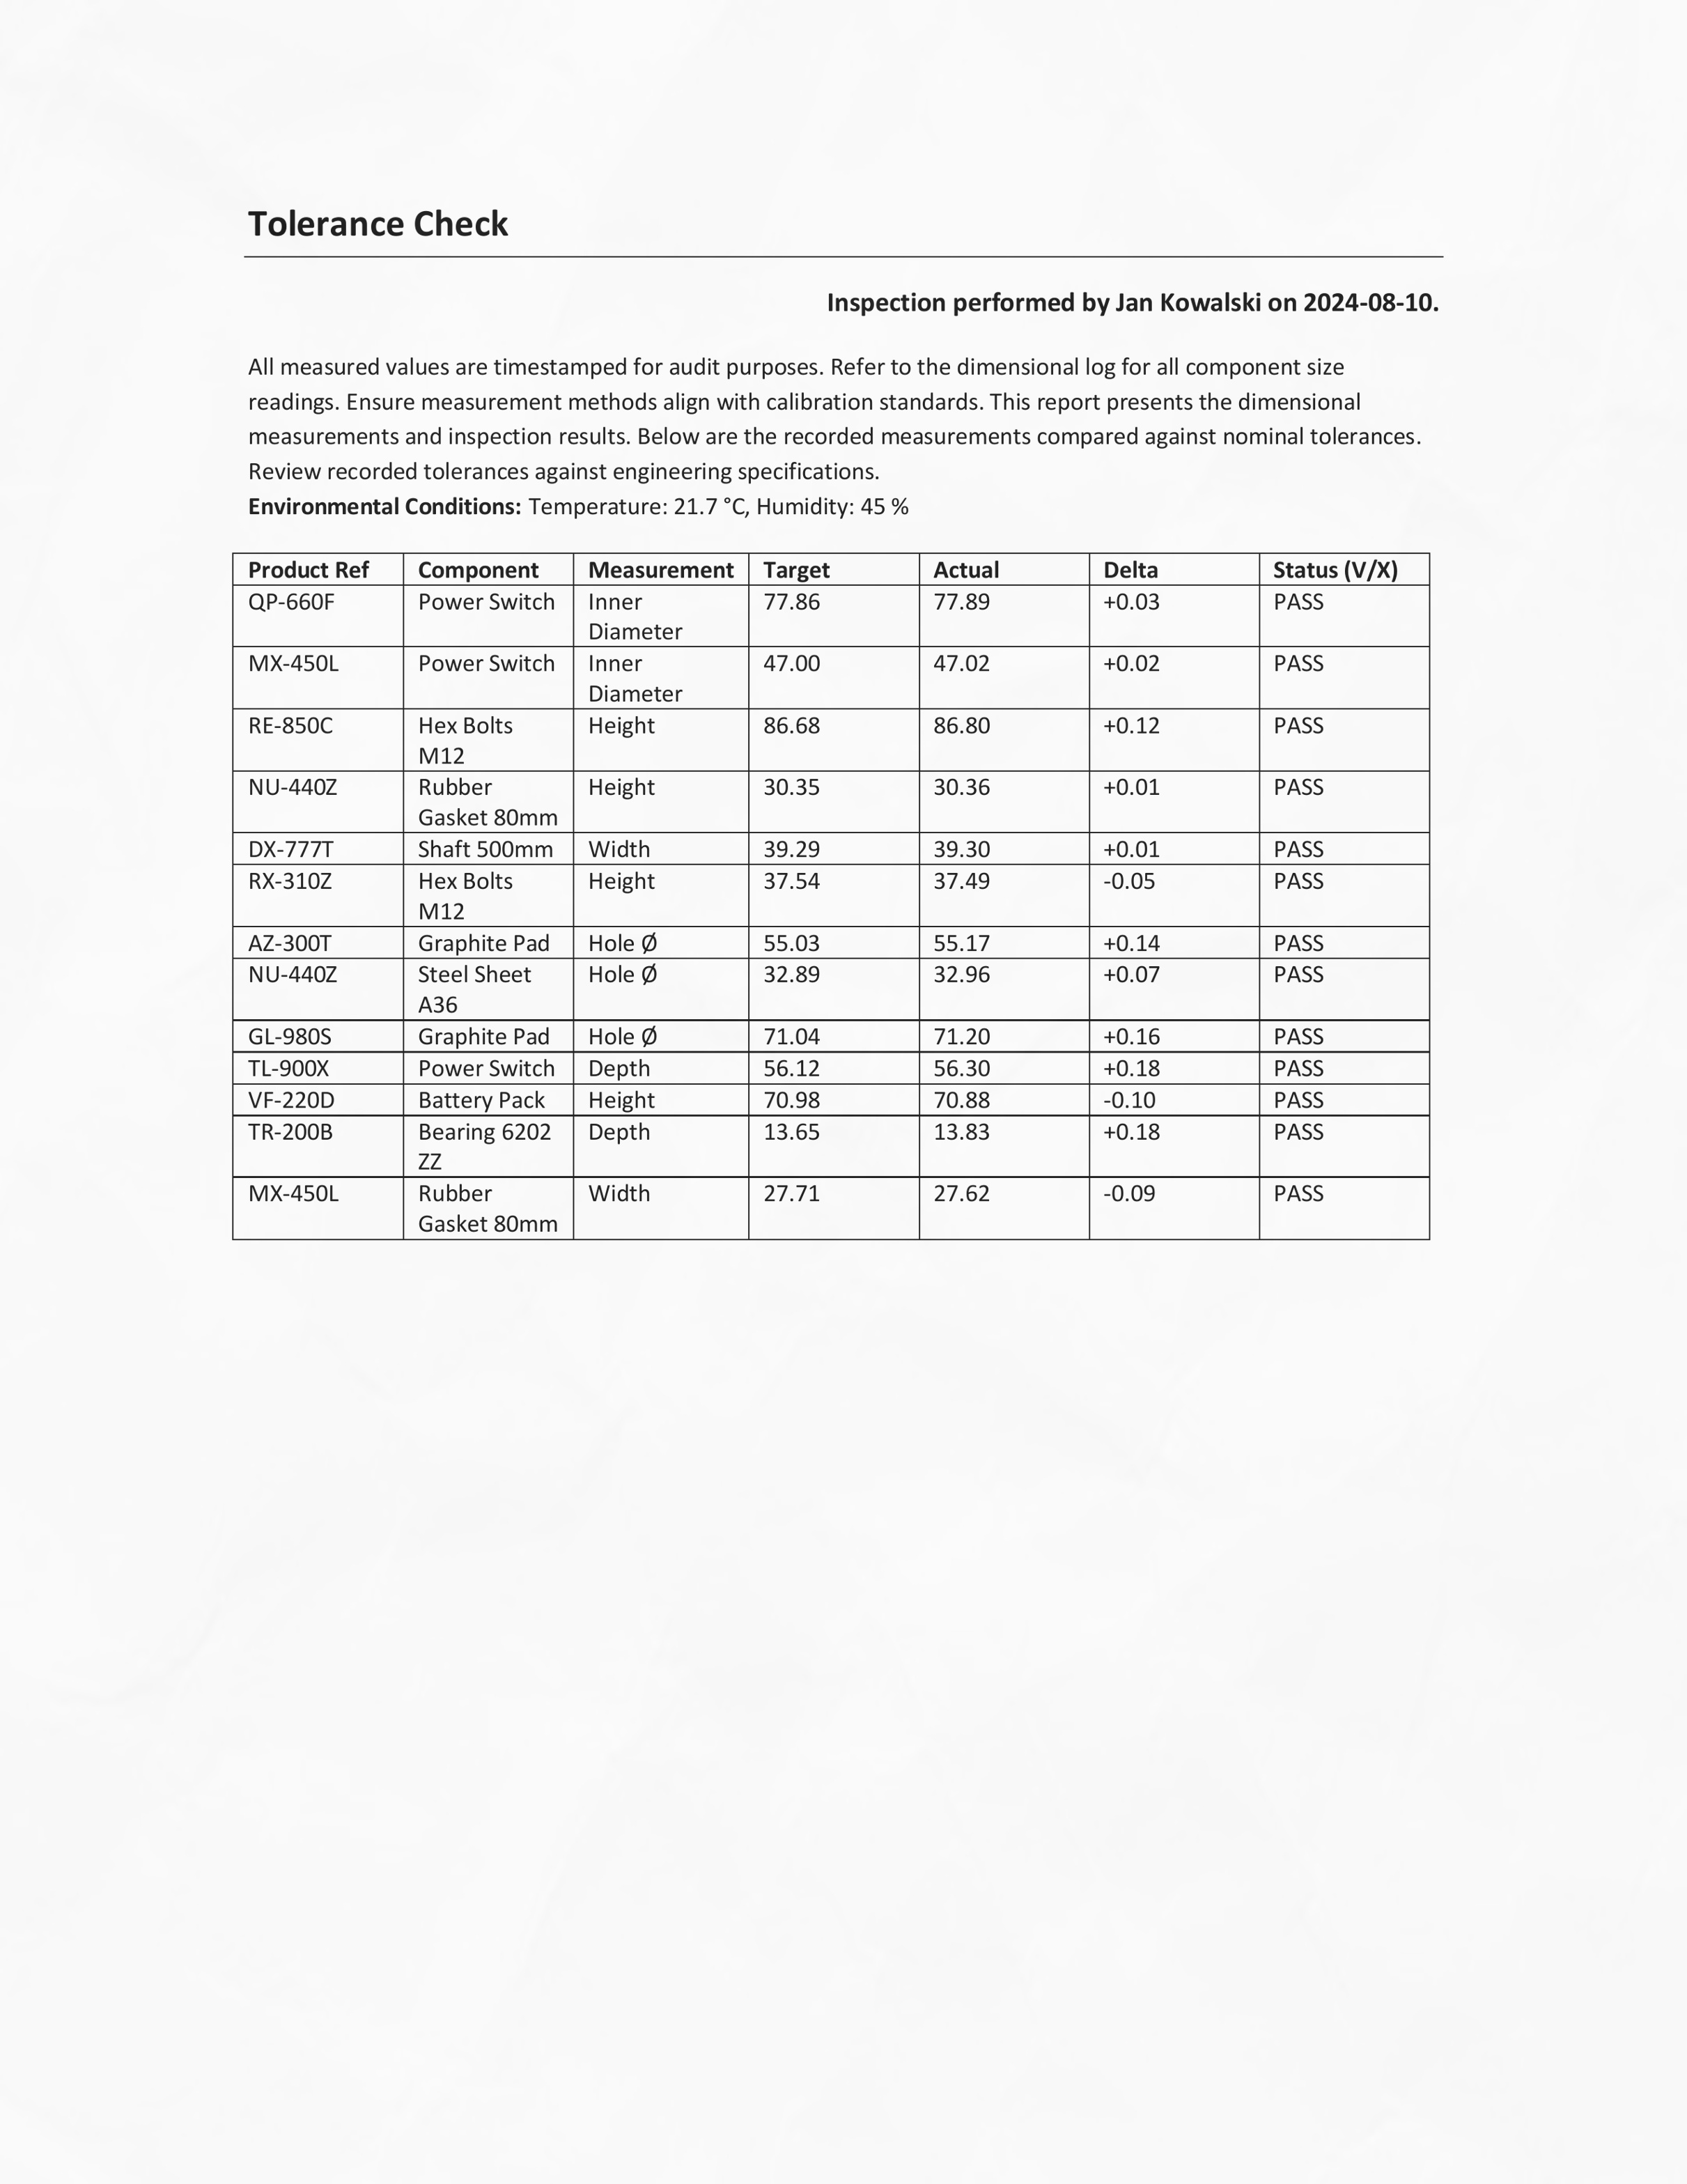 Tolerance Check
Inspection performed by Jan Kowalski on 2024-08-10.
All measured values are timestamped for audit purposes. Refer to the dimensional log for all component size
readings. Ensure measurement methods align with calibration standards. This report presents the dimensional
measurements and inspection results. Below are the recorded measurements compared against nominal tolerances.
Review recorded tolerances against engineering specifications.
Environmental Conditions: Temperature: 21.7 °C, Humidity: 45 %
Product Ref Component Measurement Target Actual Delta Status (V/X)
QP-660F Power Switch Inner 77.86 77.89 +0.03 PASS
Diameter
MX-450L Power Switch Inner 47.00 47.02 +0.02 PASS
Diameter
RE-850C Hex Bolts Height 86.68 86.80 +0.12 PASS
M12
NU-440Z Rubber Height 30.35 30.36 +0.01 PASS
Gasket 80mm
DX-777T Shaft 500mm Width 39.29 39.30 +0.01 PASS
RX-310Z Hex Bolts Height 37.54 37.49 -0.05 PASS
M12
AZ-300T Graphite Pad Hole Ø 55.03 55.17 +0.14 PASS
NU-440Z Steel Sheet Hole Ø 32.89 32.96 +0.07 PASS
A36
GL-980S Graphite Pad Hole Ø 71.04 71.20 +0.16 PASS
TL-900X Power Switch Depth 56.12 56.30 +0.18 PASS
VF-220D Battery Pack Height 70.98 70.88 -0.10 PASS
TR-200B Bearing 6202 Depth 13.65 13.83 +0.18 PASS
ZZ
MX-450L Rubber Width 27.71 27.62 -0.09 PASS
Gasket 80mm